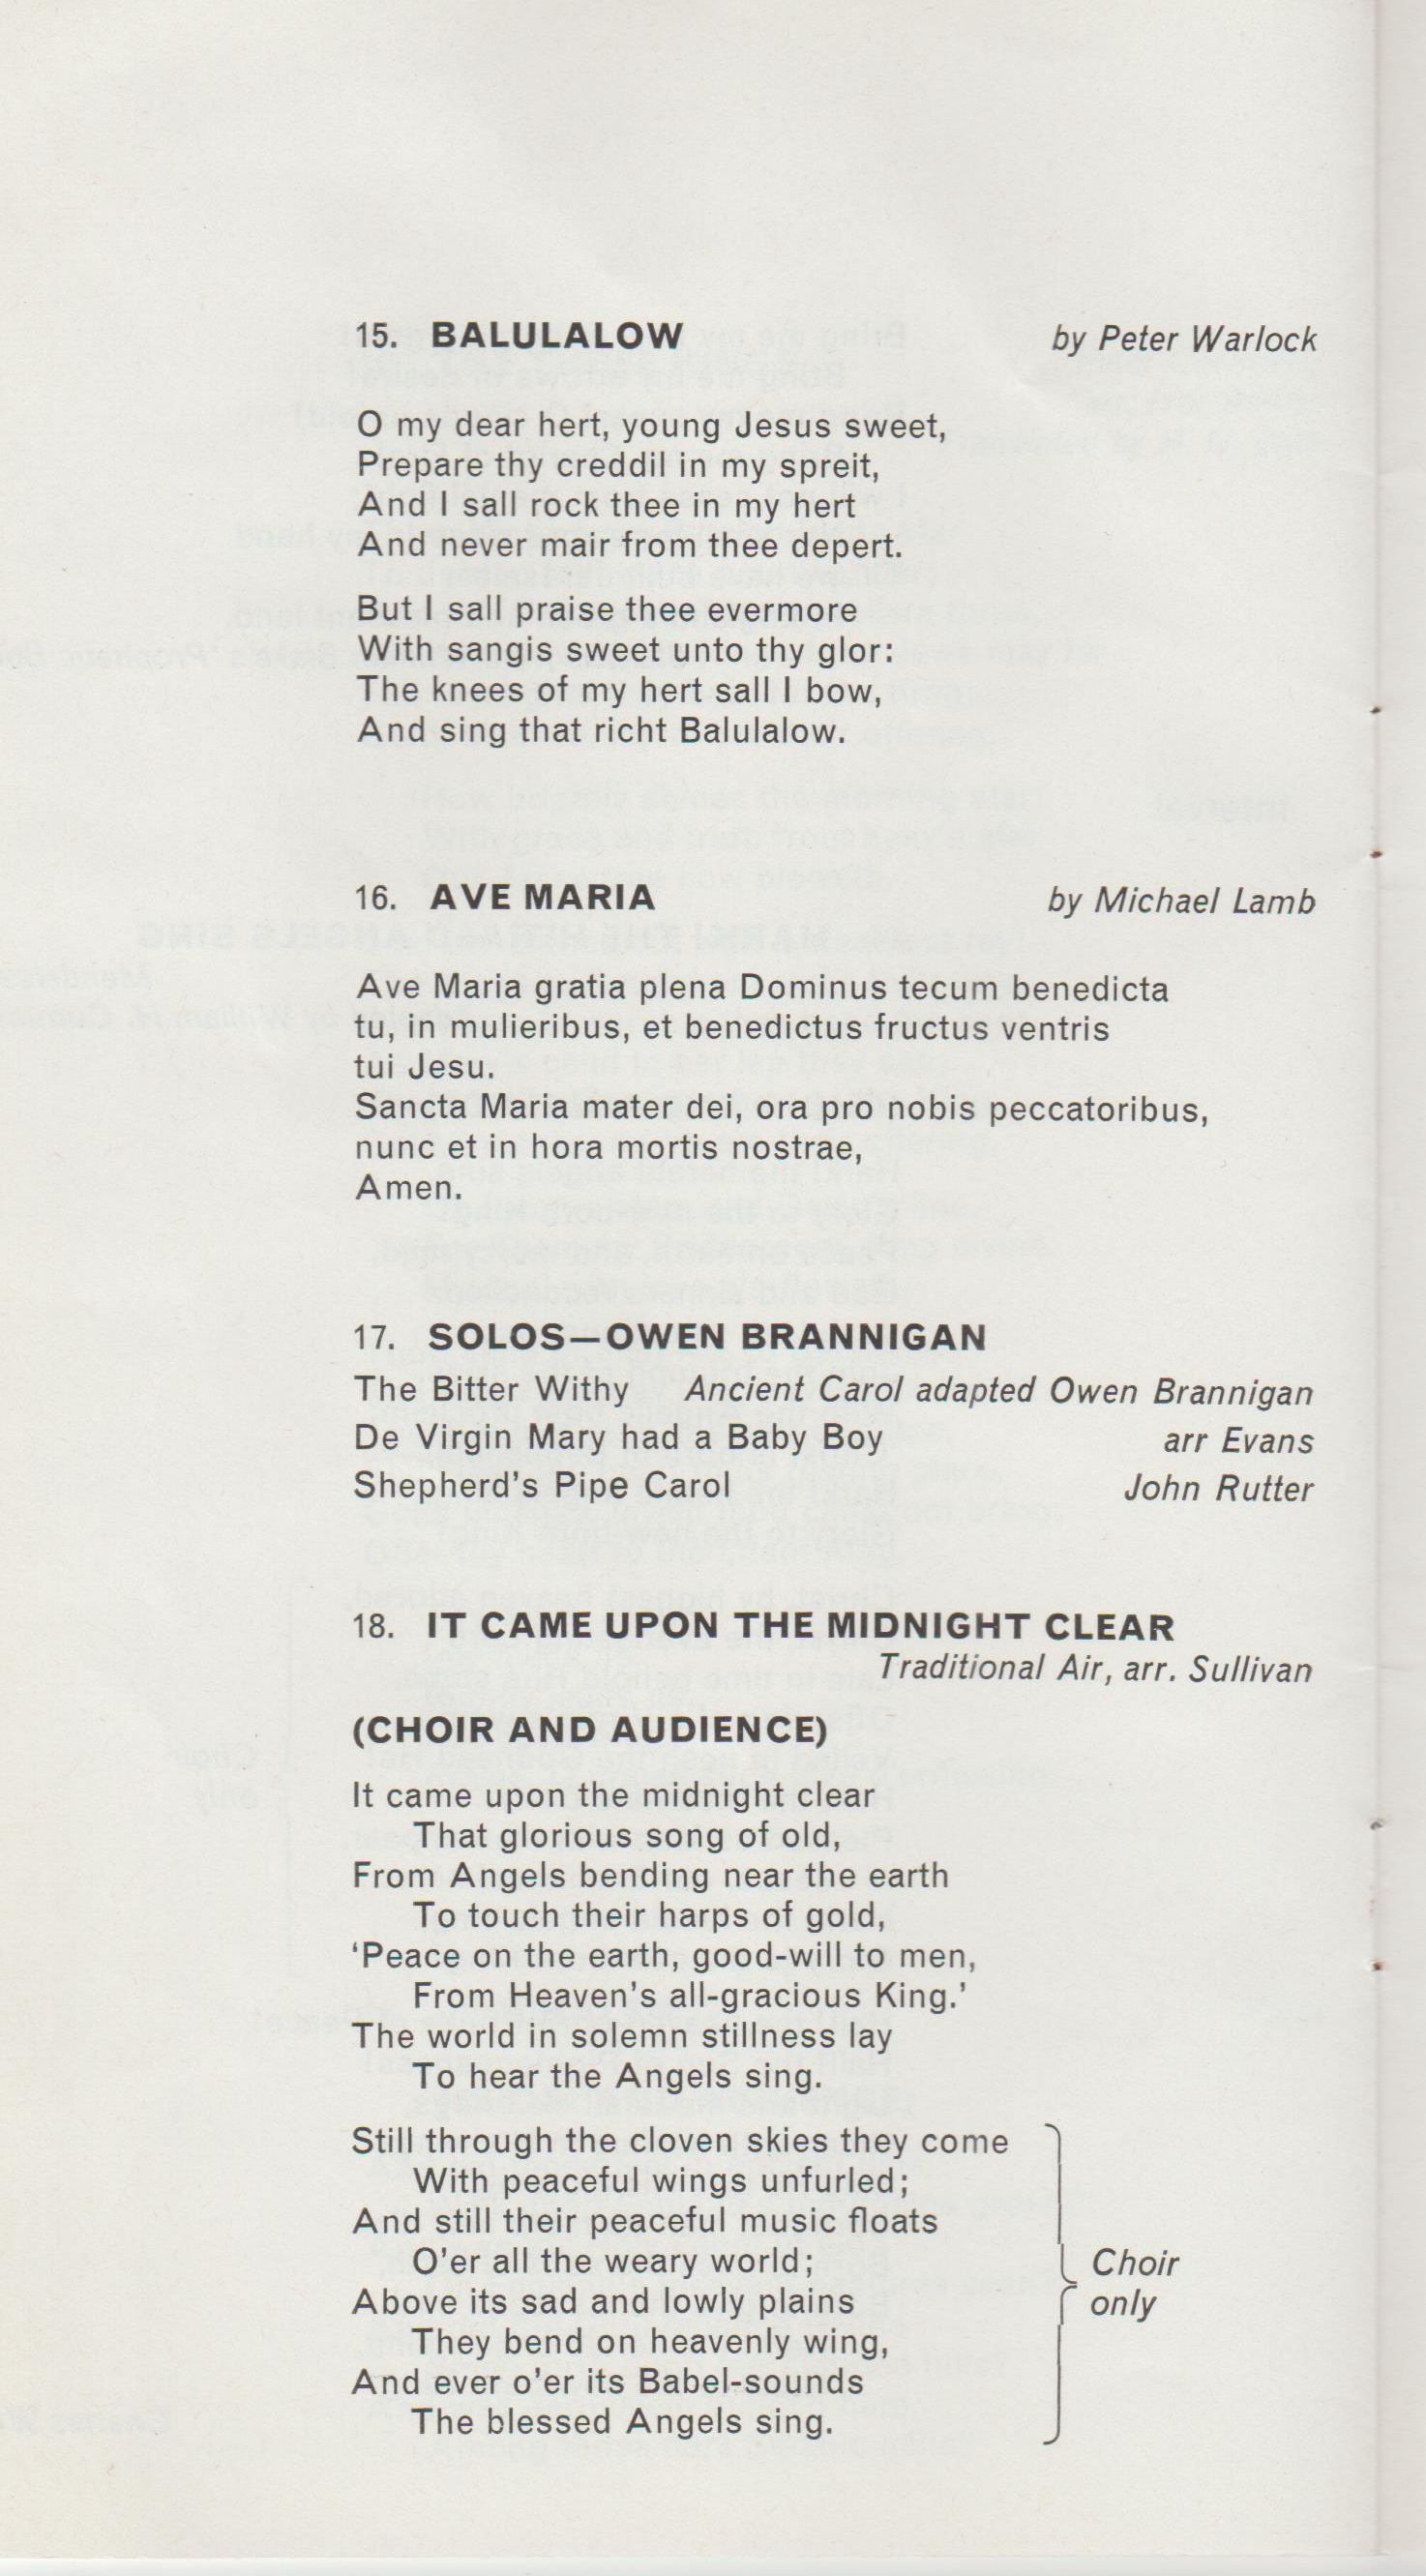 15. BALULALOW by Peter Warlock
O my dear hert, young Jesus sweet,
Prepare thy creddil in my spreit,
And I sall rock thee in my hert
And never mair from thee depert.
But I sall praise thee evermore
With sangis sweet unto thy glor:
The knees of my hert sall I bow,
And sing that richt Balulalow.
16. AVE MARIA by Michael Lamb
Ave Maria gratia plena Dominus tecum benedicta
tu, in mulieribus, et benedictus fructus ventris
tui Jesu.
Sancta Maria mater dei, ora pro nobis peccatoribus,
nunc et in hora mortis nostrae,
Amen.
17. SOLOS—OWEN BRANNIGAN
The Bitter Withy Ancient Carol adapted Owen Brannigan
De Virgin Mary had a Baby Boy arr Evans
Shepherd's Pipe Carol John Rutter
18. IT CAME UPON THE MIDNIGHT CLEAR
Traditional Air, arr. Sullivan
(CHOIR AND AUDIENCE)
It came upon the midnight clear
That glorious song of old,
From Angels bending near the earth
To touch their harps of gold,
‘Peace on the earth, good-will to men,
From Heaven's all-gracious King.’
The world in solemn stillness lay
To hear the Angels sing.
Still through the cloven skies they come
With peaceful wings unfurled;
And still their peaceful music floats
O'er all the weary world;
Above its sad and lowly plains
They bend on heavenly wing,
And ever o'er its Babel-sounds
The blessed Angels sing.
Choir
only